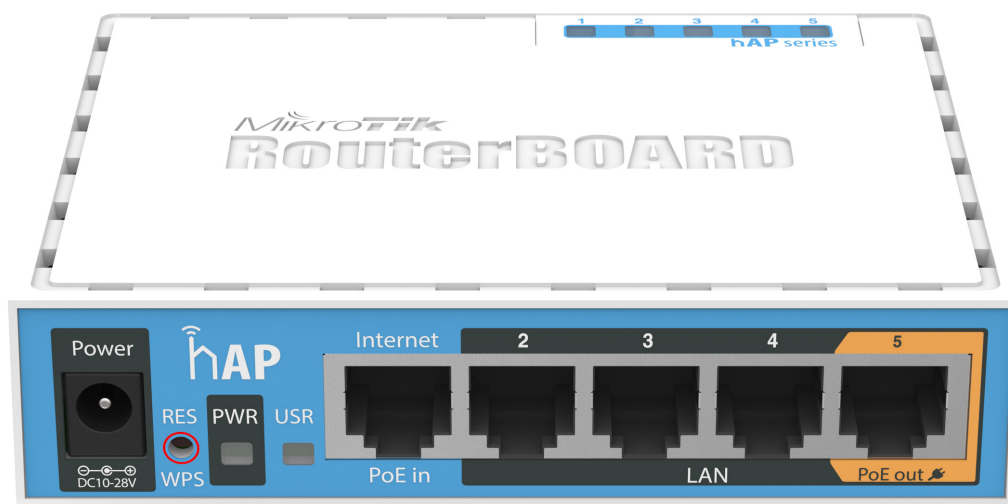 1 2 3 4 5
hAP series
MikroTik
RouterBOARD
Power
hAP
Internet 2 3 4 5
RES PWR USR
WPS
DC10-28V
PoE in LAN PoE out